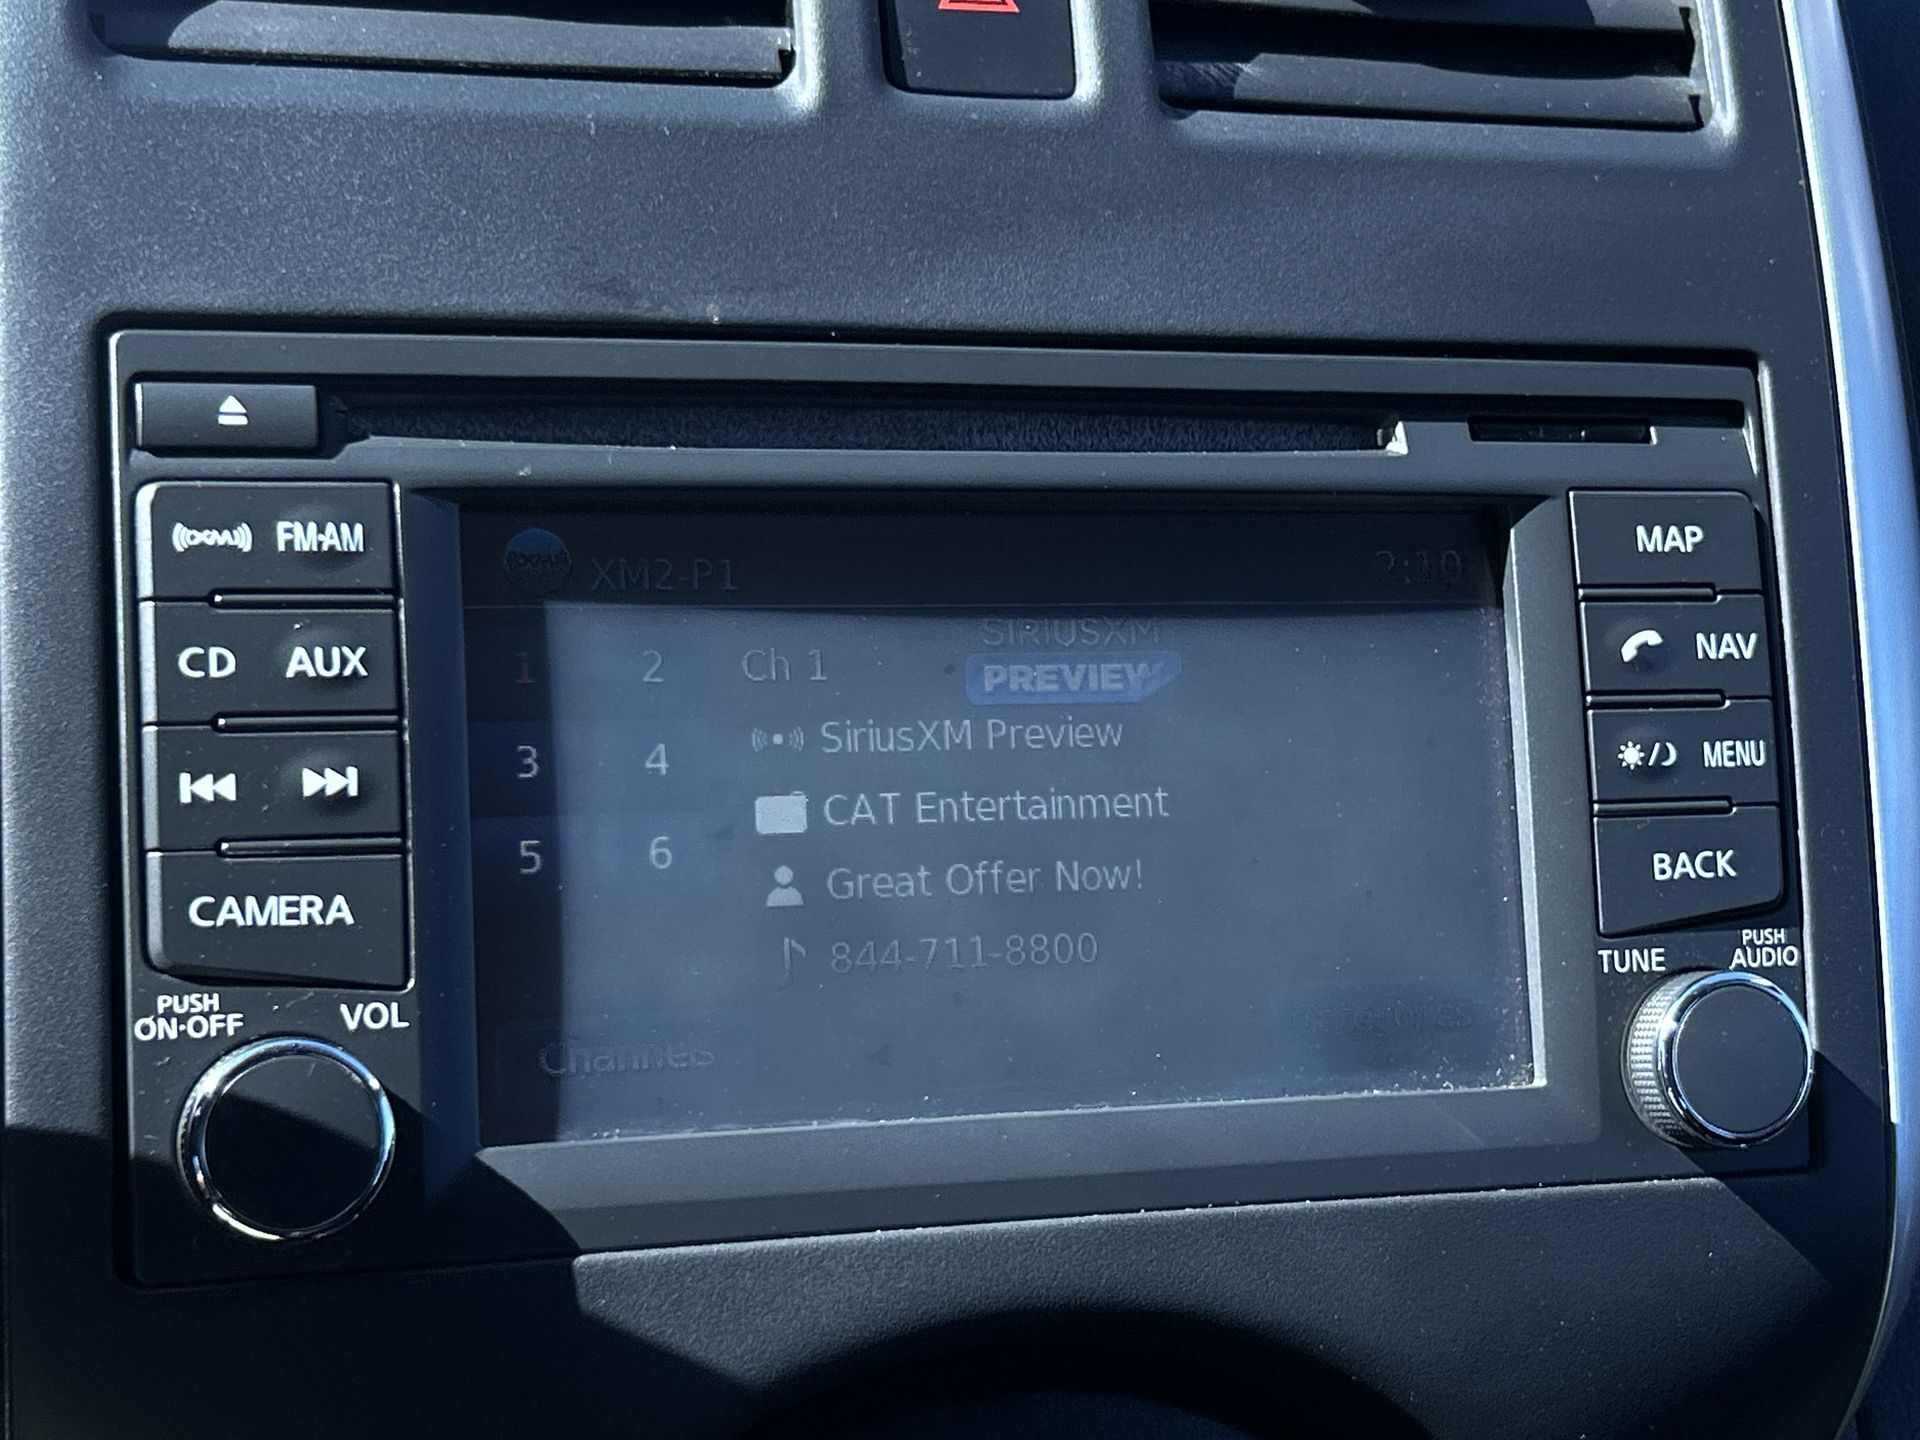 XM FM·AM
CD AUX
CAMERA
PUSH
ON·OFF
VOL
XM2-P1 2:10
SIRIUSXM
1 2 Ch 1 PREVIEW
SiriusXM Preview
3 4
CAT Entertainment
5 6 Great Offer Now!
844-711-8800
Channels
MAP
NAV
MENU
BACK
TUNE
PUSH
AUDIO